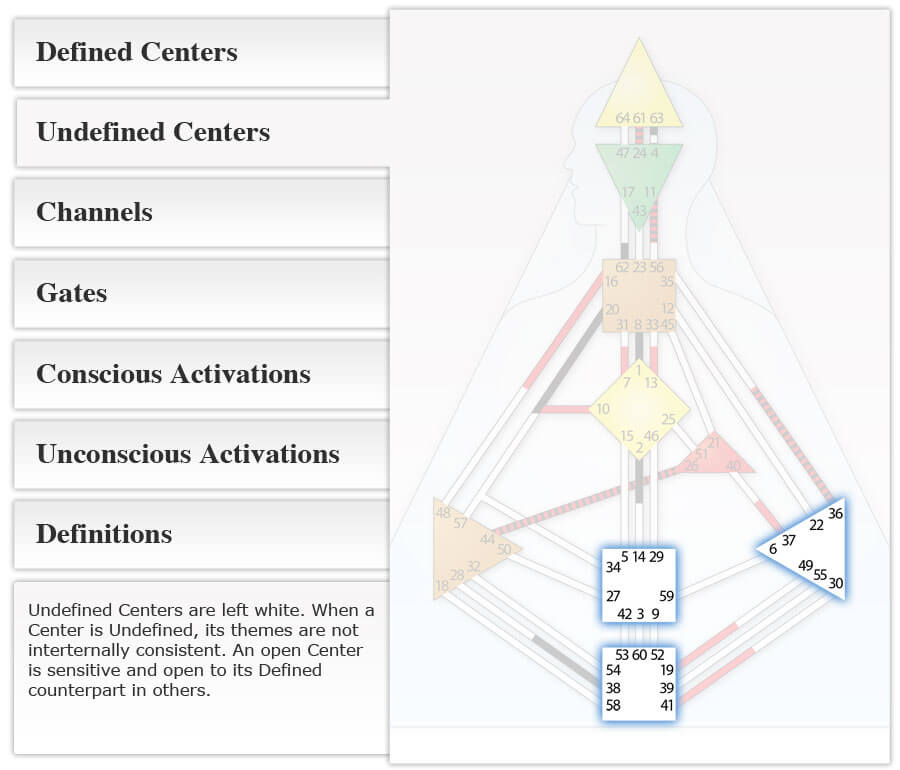 Defined Centers
Undefined Centers
Channels
Gates
Conscious Activations
Unconscious Activations
Definitions
Undefined Centers are left white. When a
Center is Undefined, its themes are not
interternally consistent. An open Center
is sensitive and open to its Defined
counterpart in others.
64 61 63
47 24 4
17 11
43
62 23 56
16 35
20 12
31 8 33 45
1
7 13
10
25
15 46
2
21
51
26 40
48
57
44
50
32
28
18
36
22
37
6
49
55
30
5 14 29
34
27 59
42 3 9
53 60 52
54 19
38 39
58 41